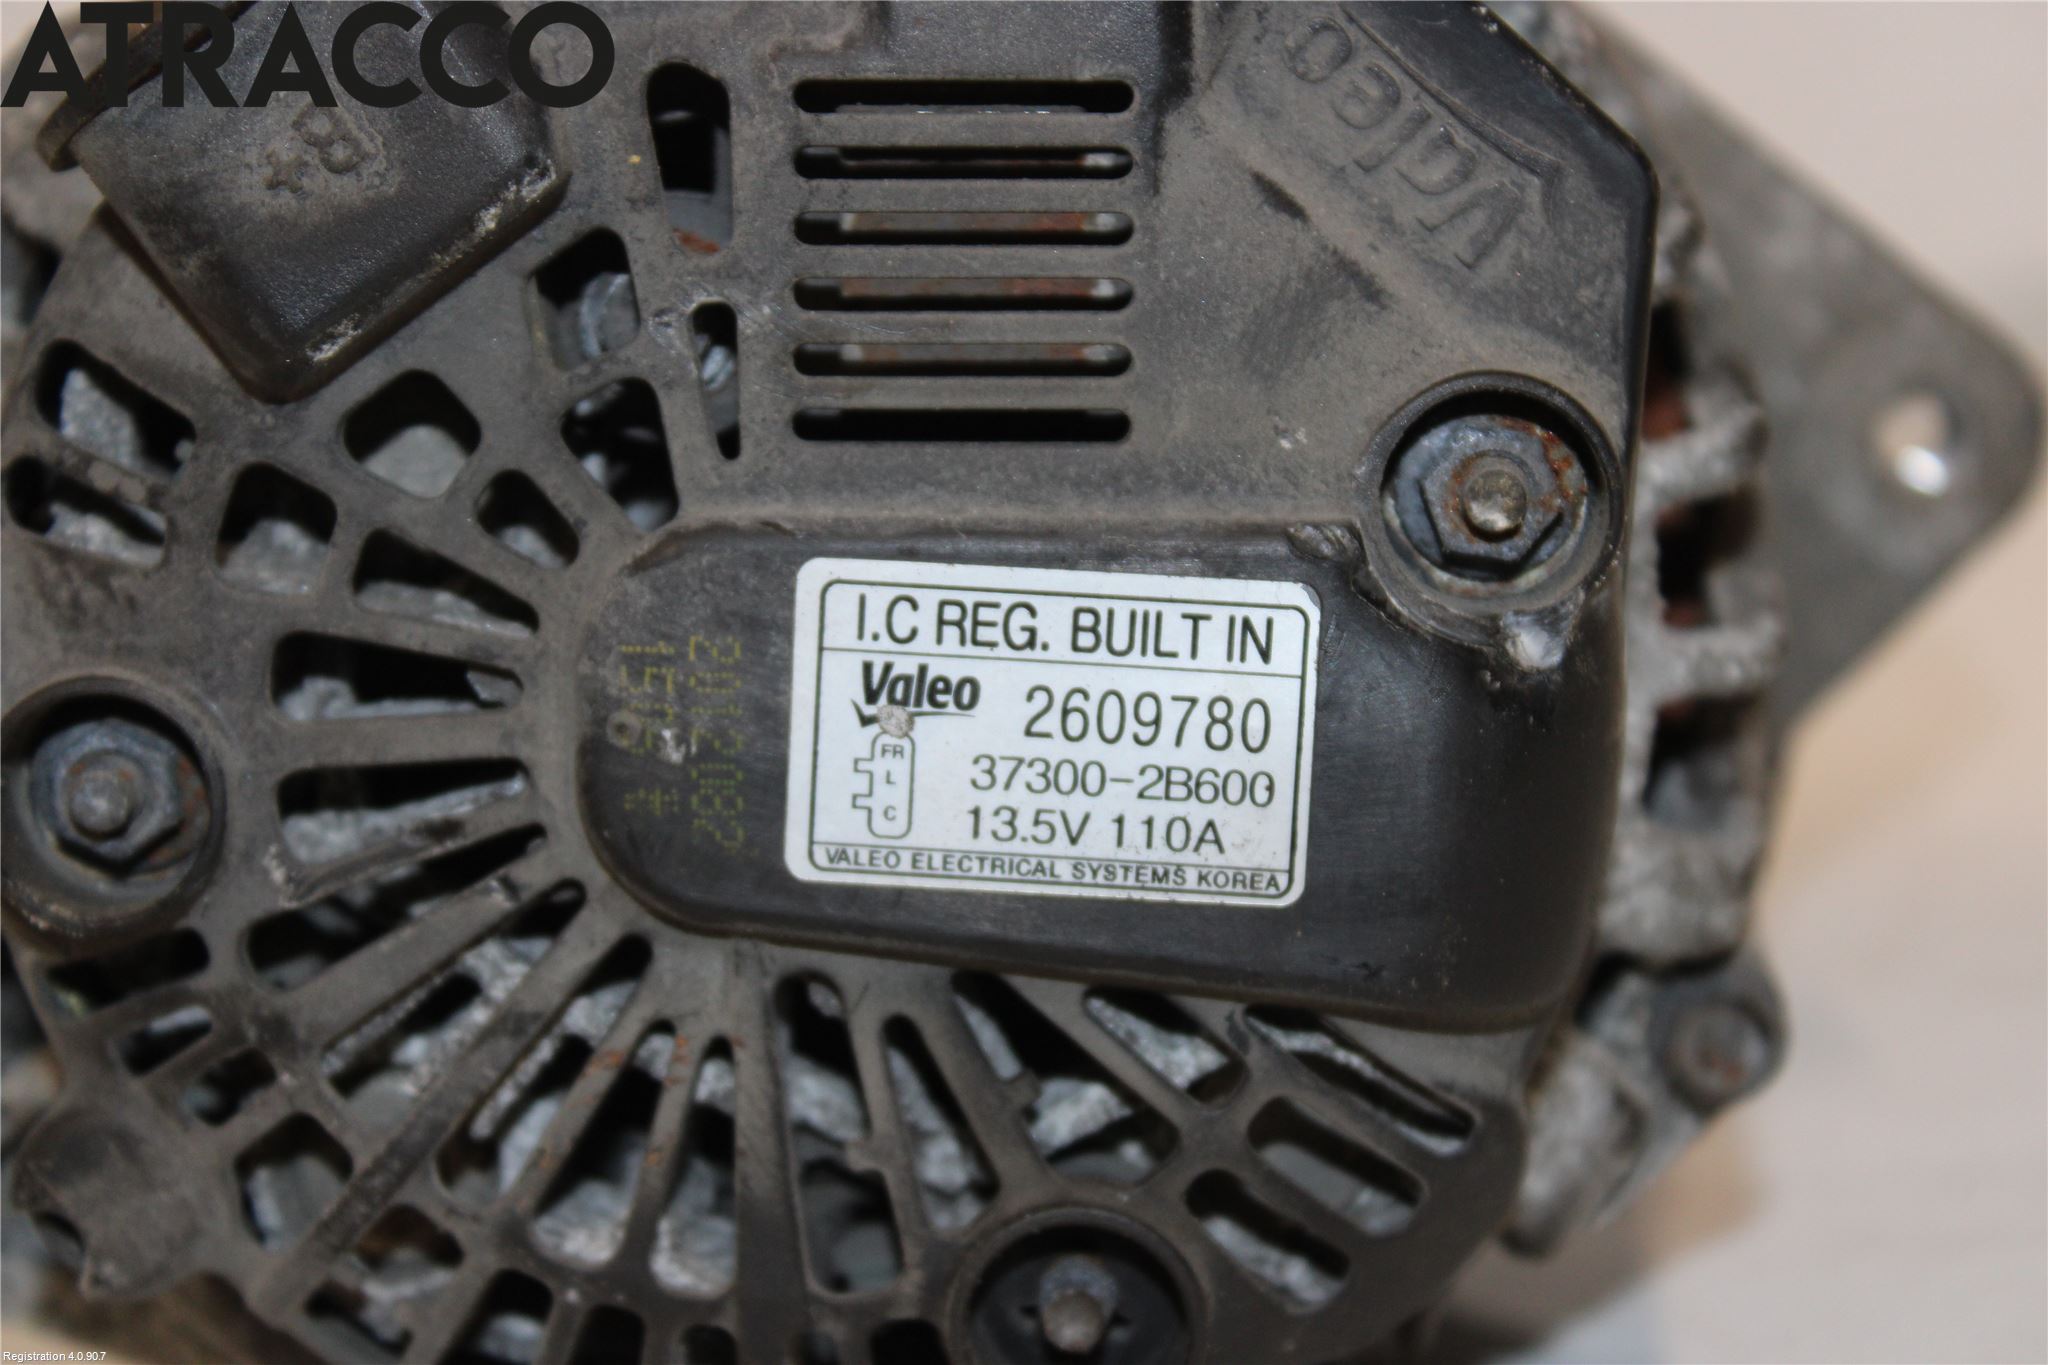 ATRACCO
B+
Valeo
I.C REG. BUILT IN
Valeo 2609780
FR
L
C
37300-2B600
13.5V 110A
VALEO ELECTRICAL SYSTEMS KOREA
Registration 4.0.90.7